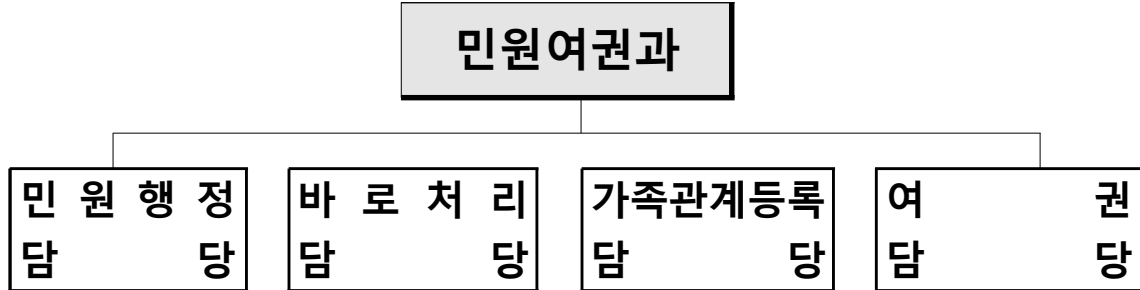 민원여권과
민 원 행 정
담 당
바 로 처 리
담 당
가족관계등록
담 당
여 권
담 당